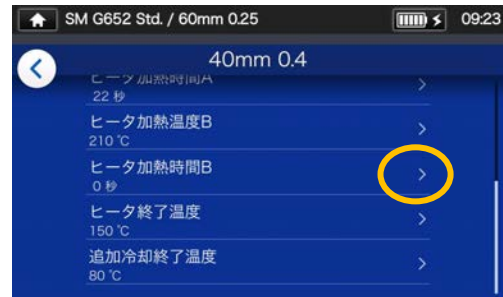 SM G652 Std. / 60mm 0.25
09:23
40mm 0.4
ヒータ加熱時間A
22 秒
ヒータ加熱温度B
210 ℃
ヒータ加熱時間B
0 秒
ヒータ終了温度
150 ℃
追加冷却終了温度
80 ℃